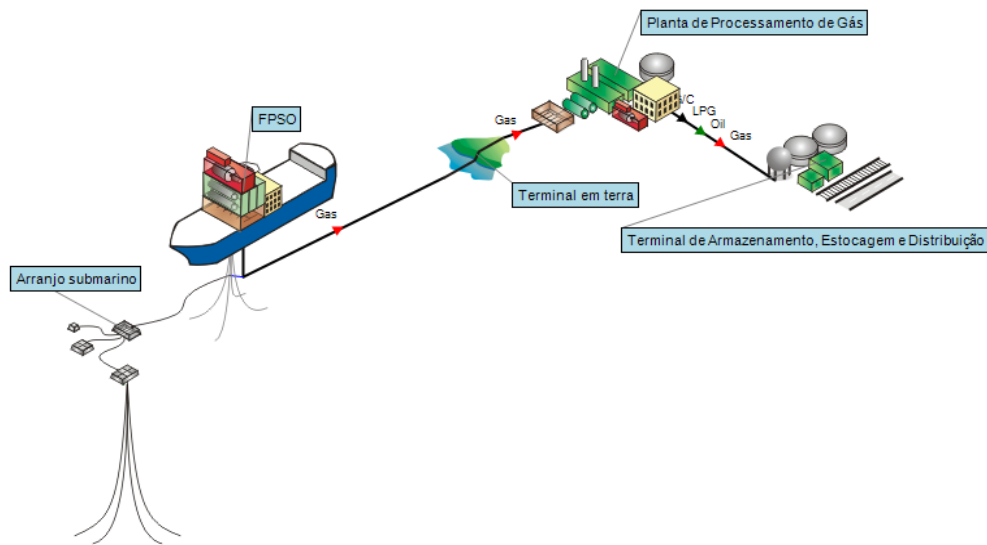 Planta de Processamento de Gás
FPSO
Gas
LPG
Oil
Gas
Terminal em terra
Gas
Terminal de Armazenamento, Estocagem e Distribuição
Arranjo submarino